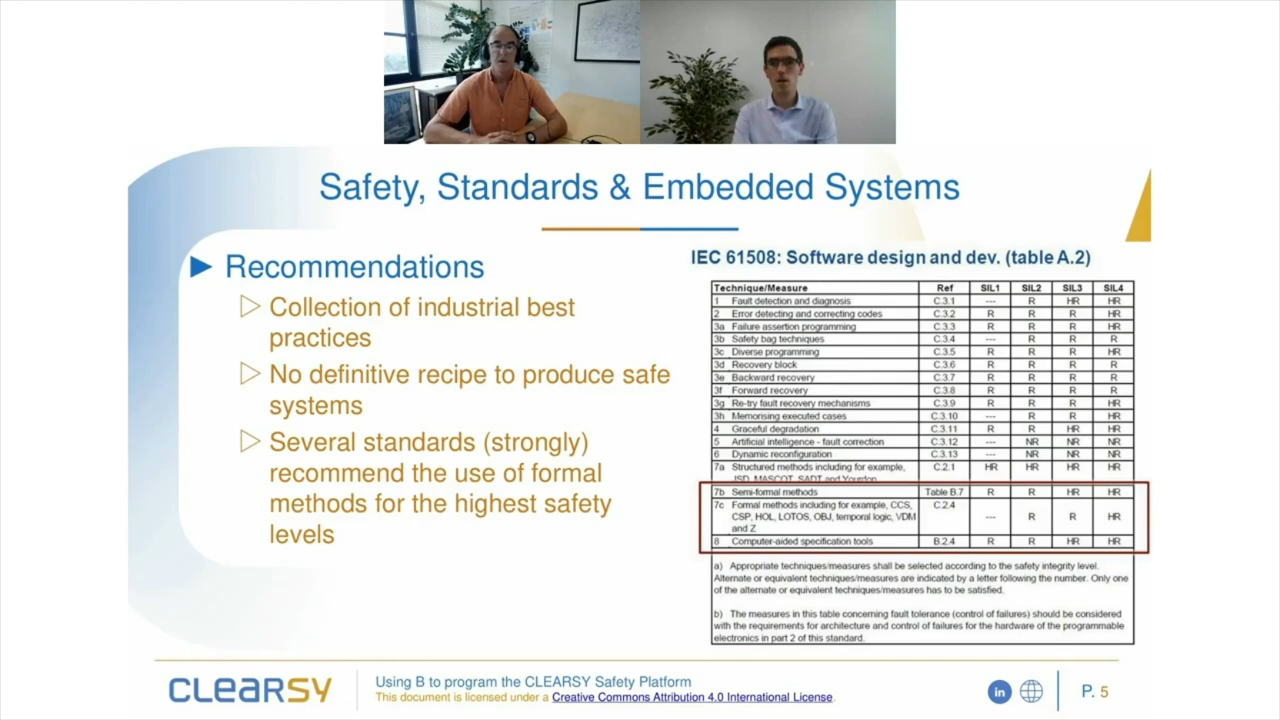 Safety, Standards & Embedded Systems
Recommendations
Collection of industrial best
practices
No definitive recipe to produce safe
systems
Several standards (strongly)
recommend the use of formal
methods for the highest safety
levels
IEC 61508: Software design and dev. (table A.2)
Technique/Measure Ref SIL1 SIL2 SIL3 SIL4
1 Fault detection and diagnosis C.3.1 --- R HR HR
2 Error detecting and correcting codes C.3.2 R R R HR
3a Failure assertion programming C.3.3 R R R HR
3b Safety bag techniques C.3.4 --- R R R
3c Diverse programming C.3.5 R R R HR
3d Recovery block C.3.6 R R R R
3e Backward recovery C.3.7 R R R R
3f Forward recovery C.3.8 R R R R
3g Re-try fault recovery mechanisms C.3.9 R R R HR
3h Memorising executed cases C.3.10 --- R R HR
4 Graceful degradation C.3.11 R R HR HR
5 Artificial intelligence - fault correction C.3.12 --- NR NR NR
6 Dynamic reconfiguration C.3.13 --- NR NR NR
7a Structured methods including for example, C.2.1 HR HR HR HR
JSD, MASCOT, SADT and Yourdon
7b Semi-formal methods Table B.7 R R HR HR
7c Formal methods including for example, CCS, C.2.4
CSP, HOL, LOTOS, OBJ, temporal logic, VDM --- R R HR
and Z
8 Computer-aided specification tools B.2.4 R R HR HR
a) Appropriate techniques/measures shall be selected according to the safety integrity level.
Alternate or equivalent techniques/measures are indicated by a letter following the number. Only one
of the alternate or equivalent techniques/measures has to be satisfied.
b) The measures in this table concerning fault tolerance (control of failures) should be considered
with the requirements for architecture and control of failures for the hardware of the programmable
electronics in part 2 of this standard.
CLEARSY
Using B to program the CLEARSY Safety Platform
This document is licensed under a Creative Commons Attribution 4.0 International License.
in
P. 5